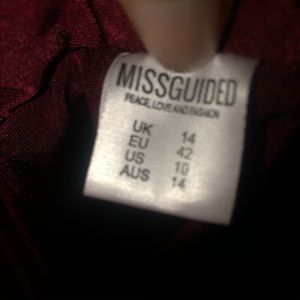 MISSGUIDED
PEACE, LOVE AND FASHION
UK 14
EU 42
US 10
AUS 14